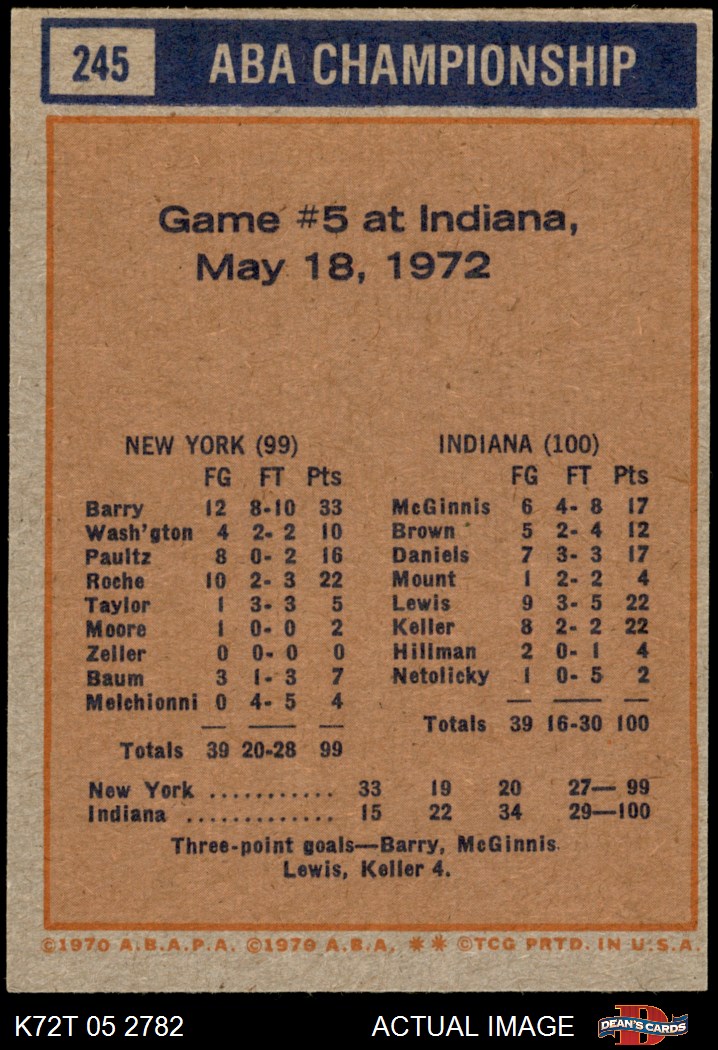 245 ABA CHAMPIONSHIP
Game #5 at Indiana,
May 18, 1972
NEW YORK (99)
FG FT Pts
Barry 12 8-10 33
Wash'gton 4 2- 2 10
Paultz 8 0- 2 16
Roche 10 2- 3 22
Taylor 1 3- 3 5
Moore 1 0- 0 2
Zeller 0 0- 0 0
Baum 3 1- 3 7
Melchionni 0 4- 5 4
Totals 39 20-28 99
INDIANA (100)
FG FT Pts
McGinnis 6 4- 8 17
Brown 5 2- 4 12
Daniels 7 3- 3 17
Mount 1 2- 2 4
Lewis 9 3- 5 22
Keller 8 2- 2 22
Hillman 2 0- 1 4
Netolicky 1 0- 5 2
Totals 39 16-30 100
New York ........... 33 19 20 27— 99
Indiana ............. 15 22 34 29—100
Three-point goals—Barry, McGinnis
Lewis, Keller 4.
©1970 A.B.A.P.A. ©1970 A.B.A. ** ©TCG PRTD. IN U.S.A.
K72T 05 2782 ACTUAL IMAGE D DEAN'S CARDS